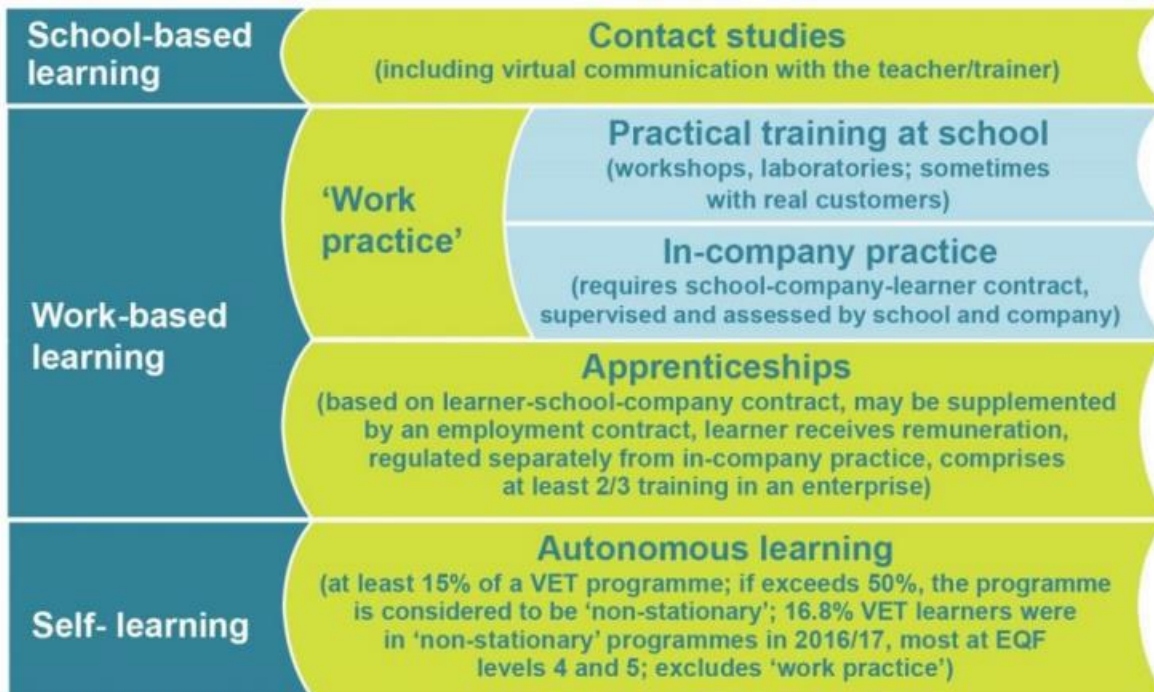 School-based
learning
Contact studies
(including virtual communication with the teacher/trainer)
Work-based
learning
‘Work
practice’
Practical training at school
(workshops, laboratories; sometimes
with real customers)
In-company practice
(requires school-company-learner contract,
supervised and assessed by school and company)
Apprenticeships
(based on learner-school-company contract, may be supplemented
by an employment contract, learner receives remuneration,
regulated separately from in-company practice, comprises
at least 2/3 training in an enterprise)
Self- learning
Autonomous learning
(at least 15% of a VET programme; if exceeds 50%, the programme
is considered to be ‘non-stationary’; 16.8% VET learners were
in ‘non-stationary’ programmes in 2016/17, most at EQF
levels 4 and 5; excludes ‘work practice’)